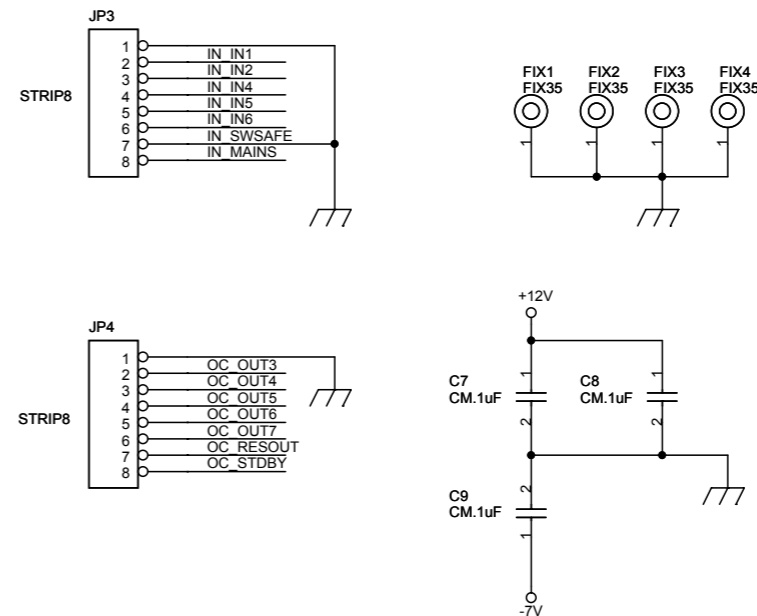 JP3
STRIP8
1
2
3
4
5
6
7
8
IN_IN1
IN_IN2
IN_IN4
IN_IN5
IN_IN6
IN_SWSAFE
IN_MAINS
FIX1 FIX2 FIX3 FIX4
FIX35 FIX35 FIX35 FIX35
1 1 1 1
JP4
STRIP8
1
2
3
4
5
6
7
8
OC_OUT3
OC_OUT4
OC_OUT5
OC_OUT6
OC_OUT7
OC_RESOUT
OC_STDBY
+12V
1 1
C7 C8
CM.1uF CM.1uF
2 2
2
C9
CM.1uF
1
-7V